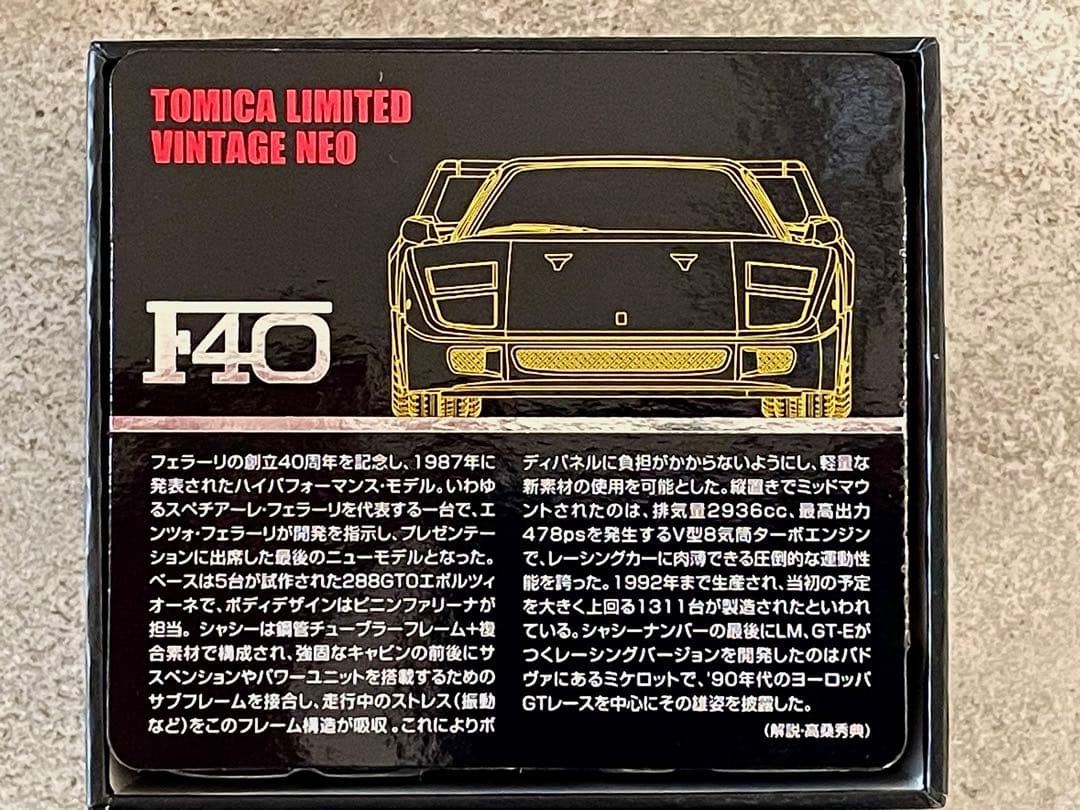 TOMICA LIMITED
VINTAGE NEO
F40
フェラーリの創立40周年を記念し、1987年に
発表されたハイパフォーマンス・モデル。いわゆ
るスペチアーレ・フェラーリを代表する一台で、エ
ンツォ・フェラーリが開発を指示し、プレゼンテー
ションに出席した最後のニューモデルとなった。
ベースは5台が試作された288GTOエボルツィ
オーネで、ボディデザインはピニンファリーナが
担当。シャシーは鋼管チューブラーフレーム+複
合素材で構成され、強固なキャビンの前後にサ
スペンションやパワーユニットを搭載するための
サブフレームを接合し、走行中のストレス(振動
など)をこのフレーム構造が吸収。これによりボ
ディパネルに負担がかからないようにし、軽量な
新素材の使用を可能とした。縦置きでミッドマウ
ントされたのは、排気量2936cc、最高出力
478psを発生するV型8気筒ターボエンジン
で、レーシングカーに肉薄できる圧倒的な運動性
能を誇った。1992年まで生産され、当初の予定
を大きく上回る1311台が製造されたといわれ
ている。シャシーナンバーの最後にLM、GT-Eが
つくレーシングバージョンを開発したのはパド
ヴァにあるミケロットで、'90年代のヨーロッパ
GTレースを中心にその雄姿を披露した。
(解説・高桑秀典)